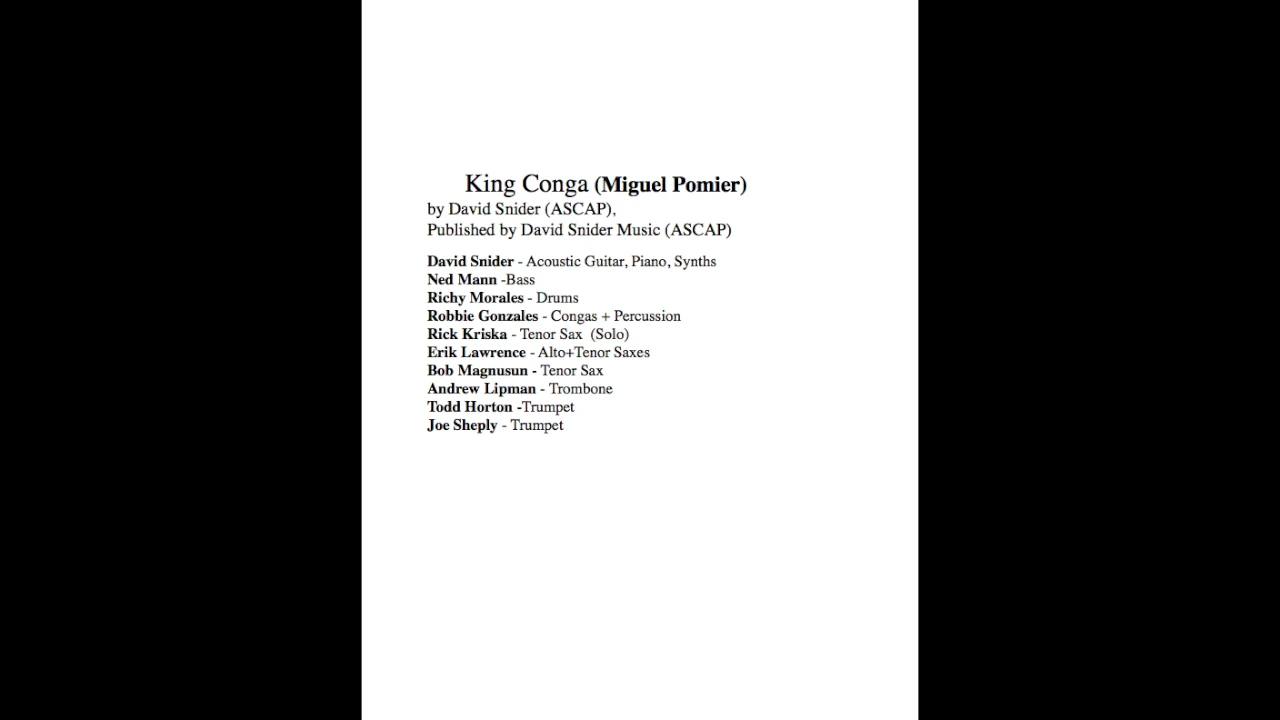 King Conga (Miguel Pomier)
by David Snider (ASCAP),
Published by David Snider Music (ASCAP)
David Snider - Acoustic Guitar, Piano, Synths
Ned Mann -Bass
Richy Morales - Drums
Robbie Gonzales - Congas + Percussion
Rick Kriska - Tenor Sax  (Solo)
Erik Lawrence - Alto+Tenor Saxes
Bob Magnusun - Tenor Sax
Andrew Lipman - Trombone
Todd Horton -Trumpet
Joe Sheply - Trumpet